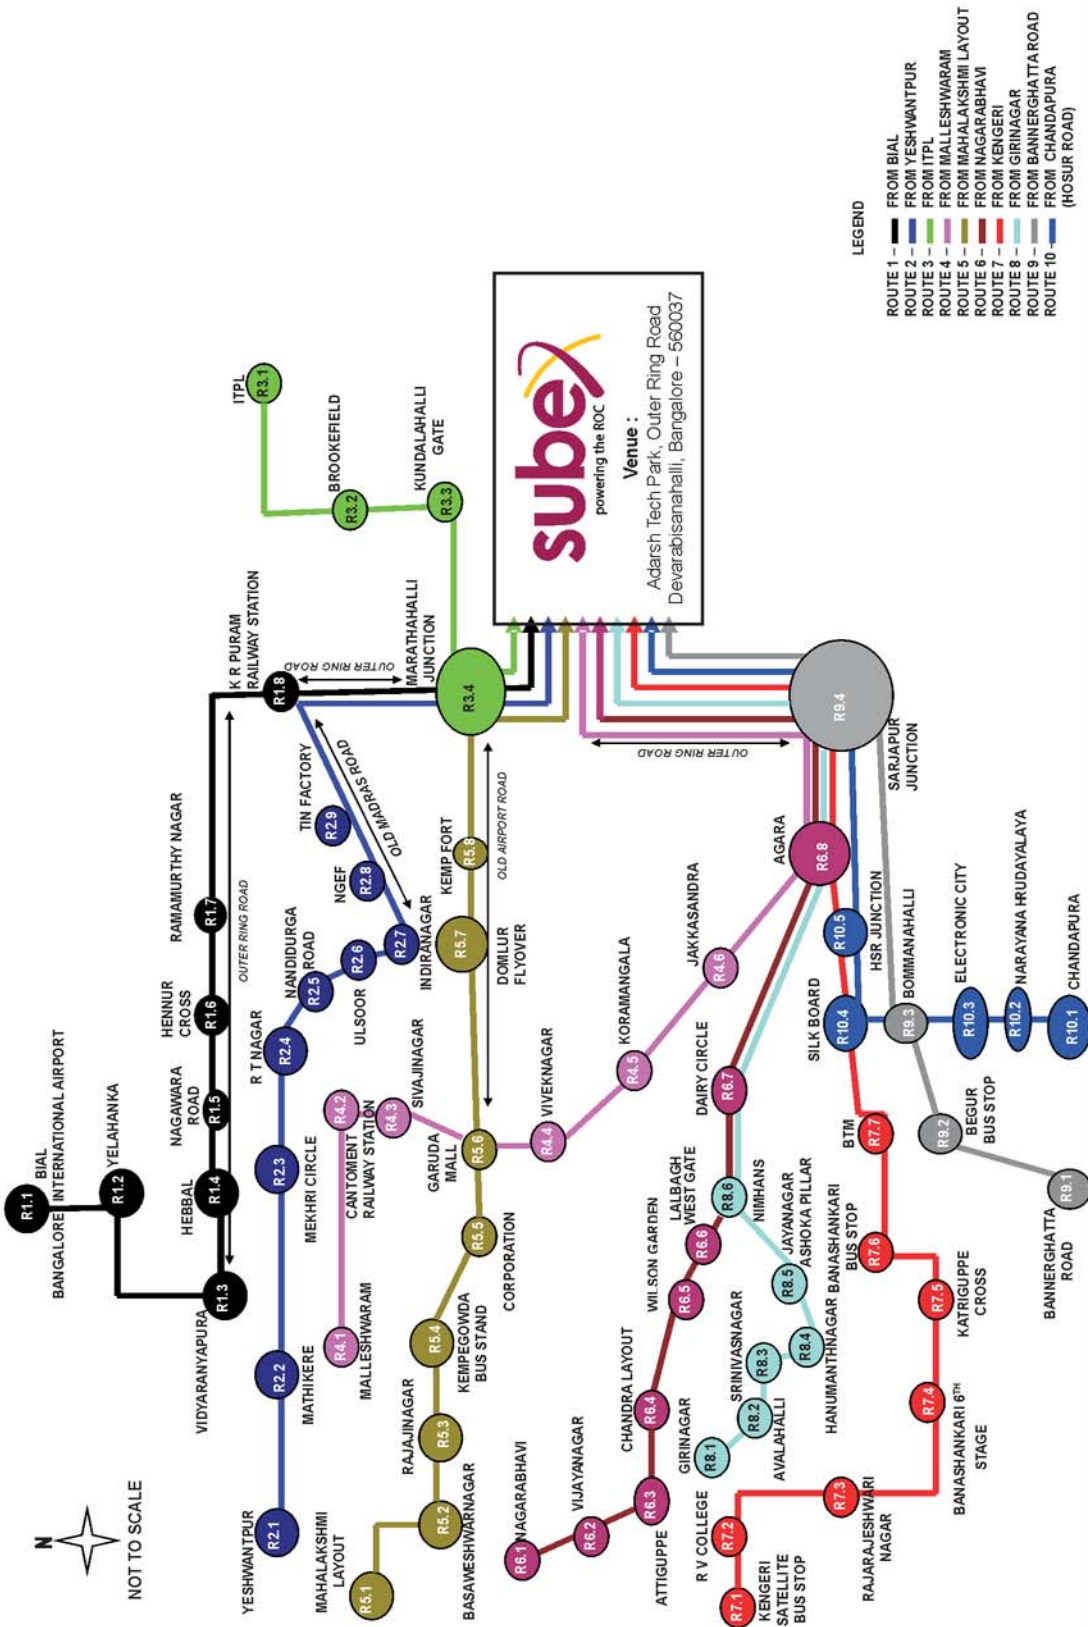 N
NOT TO SCALE
BIAL
BANGALORE INTERNATIONAL AIRPORT
R1.1
YELAHANKA
R1.2
VIDYARANYAPURA
R1.3
HEBBAL
R1.4
NAGAWARA
ROAD
R1.5
HENNUR
CROSS
R1.6
RAMAMURTHY NAGAR
R1.7
K R PURAM
RAILWAY STATION
R1.8
OUTER RING ROAD
OUTER RING ROAD
YESHWANTPUR
R2.1
MATHIKERE
R2.2
MEKHRI CIRCLE
R2.3
R T NAGAR
R2.4
NANDIDURGA
ROAD
R2.5
ULSOOR
R2.6
INDIRANAGAR
R2.7
NGEF
R2.8
TIN FACTORY
R2.9
OLD MADRAS ROAD
ITPL
R3.1
BROOKEFIELD
R3.2
KUNDALAHALLI
GATE
R3.3
MARATHAHALLI
JUNCTION
R3.4
MALLESHWARAM
R4.1
CANTOMENT
RAILWAY STATION
R4.2
SIVAJINAGAR
R4.3
VIVEKNAGAR
R4.4
KORAMANGALA
R4.5
JAKKASANDRA
R4.6
MAHALAKSHMI
LAYOUT
R5.1
BASAWESHWARNAGAR
R5.2
RAJAJINAGAR
R5.3
KEMPEGOWDA
BUS STAND
R5.4
CORPORATION
R5.5
GARUDA
MALL
R5.6
DOMLUR
FLYOVER
R5.7
KEMP FORT
R5.8
OLD AIRPORT ROAD
subex
powering the ROC
Venue :
Adarsh Tech Park, Outer Ring Road
Devarabisanahalli, Bangalore – 560037
OUTER RING ROAD
NAGARABHAVI
R6.1
VIJAYANAGAR
R6.2
ATTIGUPPE
R6.3
CHANDRA LAYOUT
R6.4
WILSON GARDEN
R6.5
LALBAGH
WEST GATE
R6.6
DAIRY CIRCLE
R6.7
AGARA
R6.8
R V COLLEGE
R7.2
KENGERI
SATELLITE
BUS STOP
R7.1
RAJARAJESHWARI
NAGAR
R7.3
BANASHANKARI 6TH
STAGE
R7.4
KATRIGUPPE
CROSS
R7.5
BANASHANKARI
BUS STOP
R7.6
BTM
R7.7
GIRINAGAR
R8.1
AVALAHALLI
R8.2
SRINIVASNAGAR
R8.3
HANUMANTHNAGAR
R8.4
JAYANAGAR
ASHOKA PILLAR
R8.5
NIMHANS
R8.6
BANNERGHATTA
ROAD
R9.1
BEGUR
BUS STOP
R9.2
BOMMANAHALLI
R9.3
SARJAPUR
JUNCTION
R9.4
CHANDAPURA
R10.1
NARAYANA HRUDAYALAYA
R10.2
ELECTRONIC CITY
R10.3
SILK BOARD
R10.4
HSR JUNCTION
R10.5
LEGEND
ROUTE 1 – FROM BIAL
ROUTE 2 – FROM YESHWANTPUR
ROUTE 3 – FROM ITPL
ROUTE 4 – FROM MALLESHWARAM
ROUTE 5 – FROM MAHALAKSHMI LAYOUT
ROUTE 6 – FROM NAGARABHAVI
ROUTE 7 – FROM KENGERI
ROUTE 8 – FROM GIRINAGAR
ROUTE 9 – FROM BANNERGHATTA ROAD
ROUTE 10 – FROM CHANDAPURA
(HOSUR ROAD)